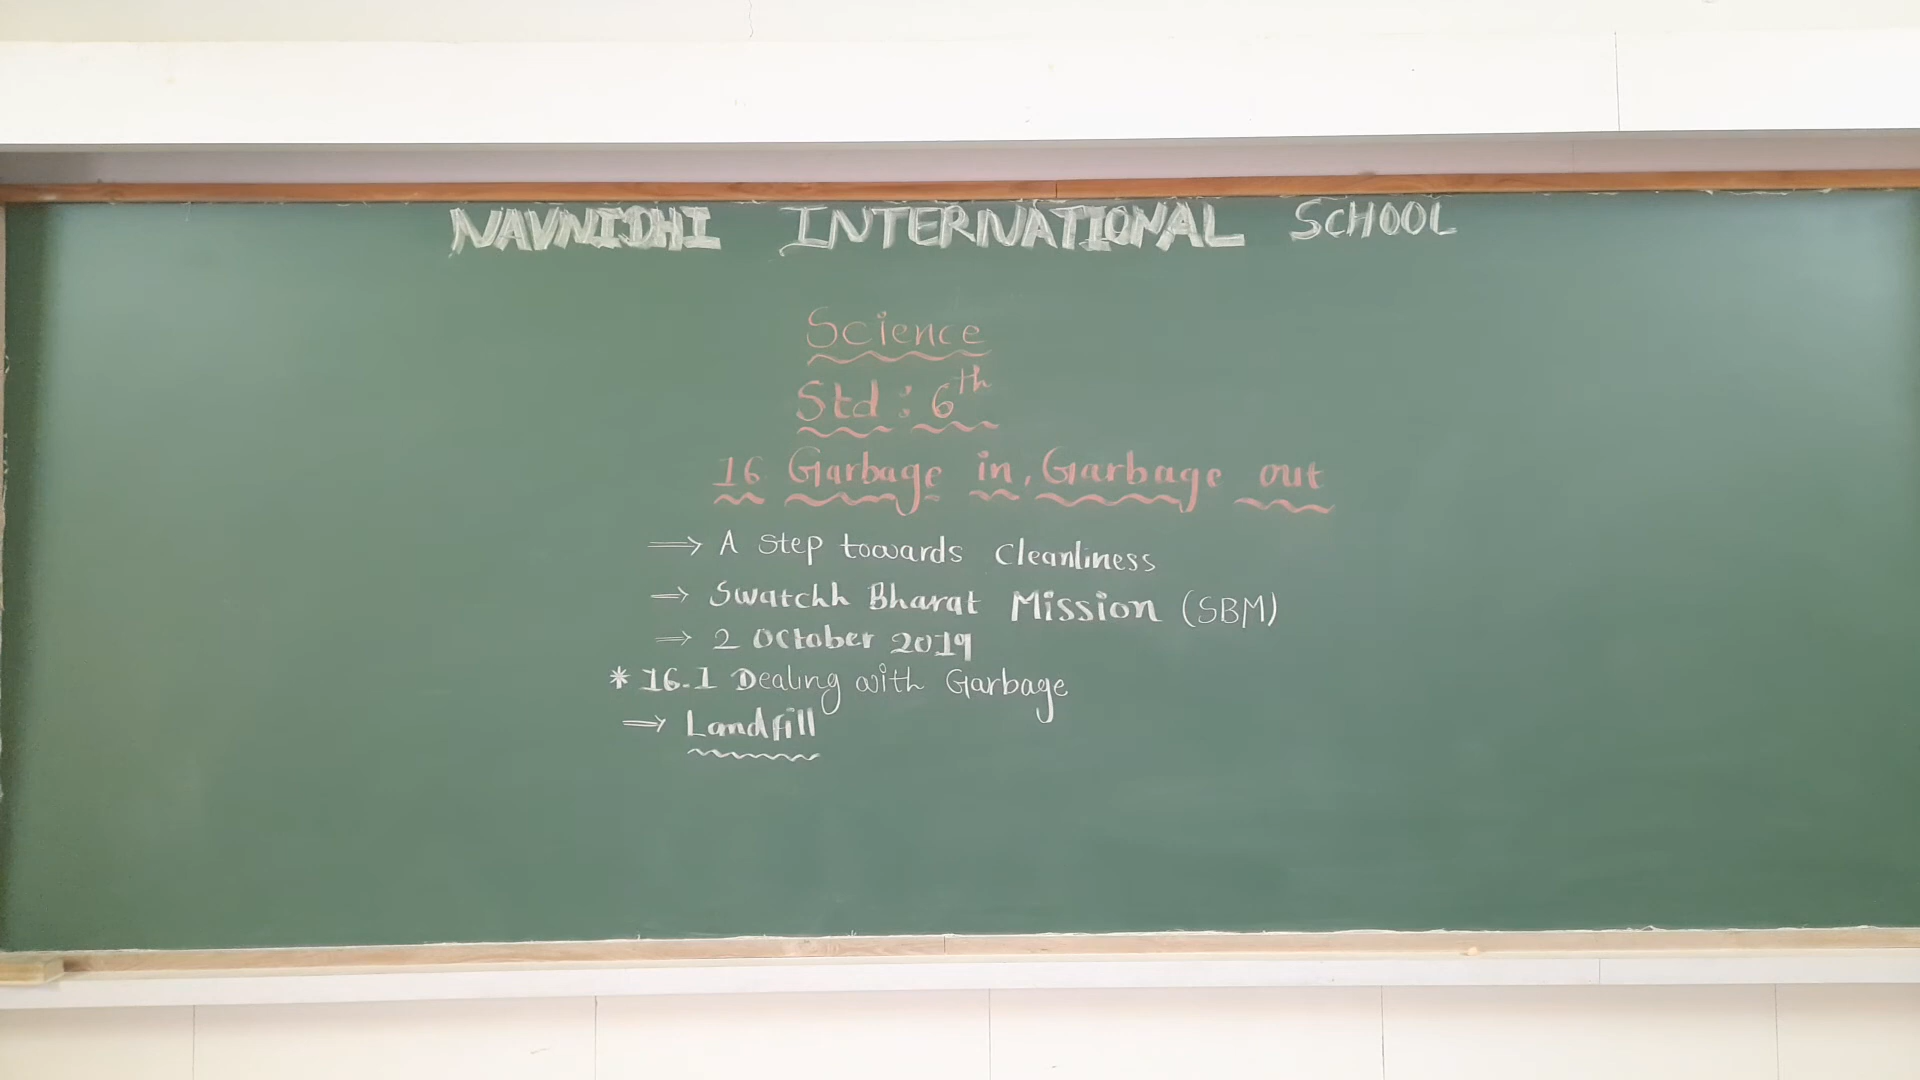 NAVNIDHI INTERNATIONAL SCHOOL
Science
Std : 6th
16 Garbage in, Garbage out
⇒ A step towards cleanliness
⇒ Swatchh Bharat Mission (SBM)
⇒ 2 October 2019
* 16.1 Dealing with Garbage
⇒ Landfill